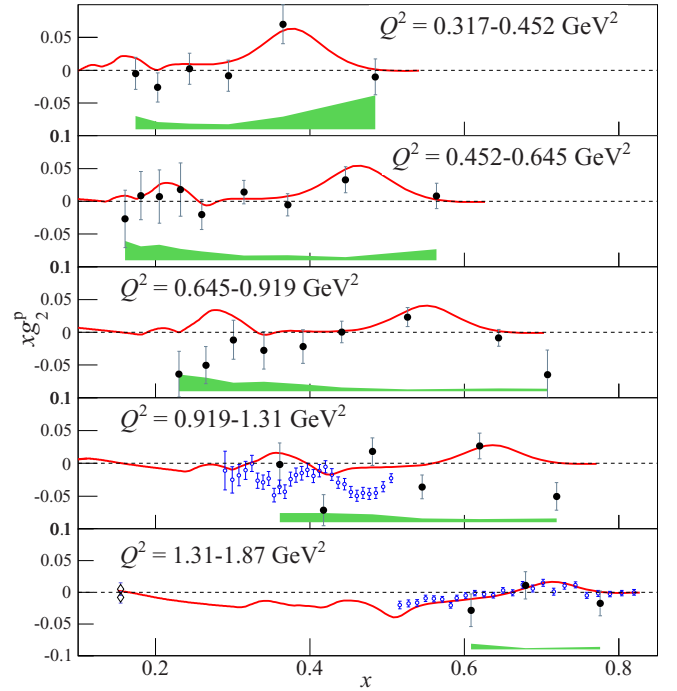 0.05
0
-0.05
0.1
Q² = 0.317-0.452 GeV²
0.05
0
-0.05
0.1
Q² = 0.452-0.645 GeV²
0.05
0
-0.05
0.1
Q² = 0.645-0.919 GeV²
xg₂ᵖ
0.05
0
-0.05
0.1
Q² = 0.919-1.31 GeV²
0.05
0
-0.05
-0.1
Q² = 1.31-1.87 GeV²
0.2 0.4 0.6 0.8
x